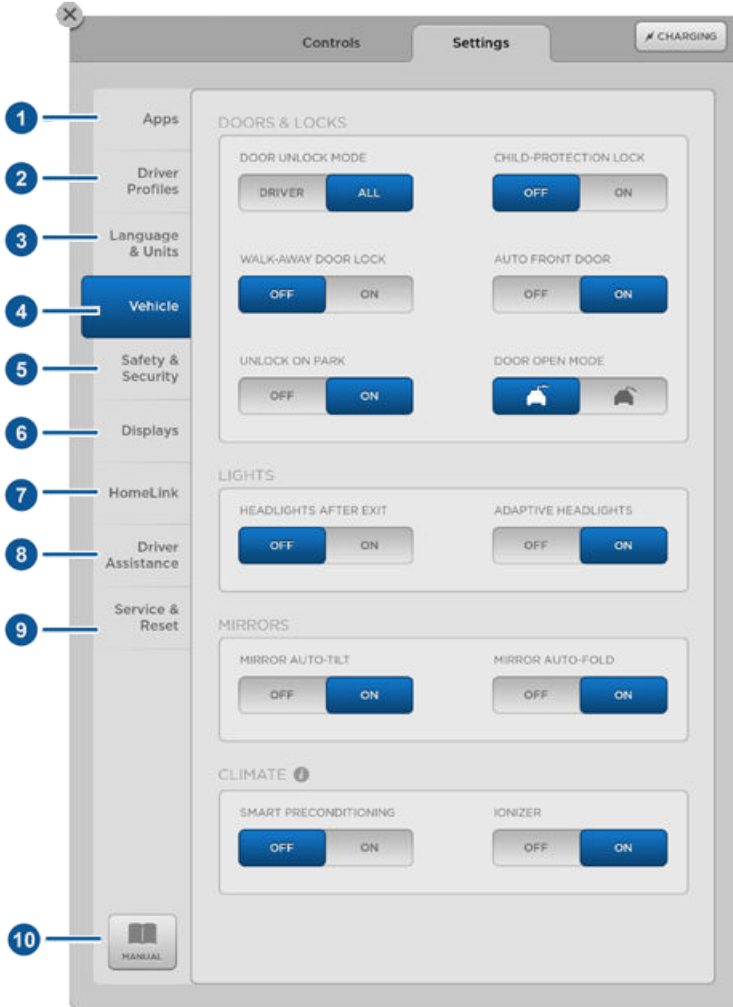 Controls
Settings
CHARGING
1
Apps
2
Driver
Profiles
3
Language
& Units
4
Vehicle
5
Safety &
Security
6
Displays
7
HomeLink
8
Driver
Assistance
9
Service &
Reset
10
MANUAL
DOORS & LOCKS
DOOR UNLOCK MODE
DRIVER ALL
CHILD-PROTECTION LOCK
OFF ON
WALK-AWAY DOOR LOCK
OFF ON
AUTO FRONT DOOR
OFF ON
UNLOCK ON PARK
OFF ON
DOOR OPEN MODE
LIGHTS
HEADLIGHTS AFTER EXIT
OFF ON
ADAPTIVE HEADLIGHTS
OFF ON
MIRRORS
MIRROR AUTO-TILT
OFF ON
MIRROR AUTO-FOLD
OFF ON
CLIMATE i
SMART PRECONDITIONING
OFF ON
IONIZER
OFF ON